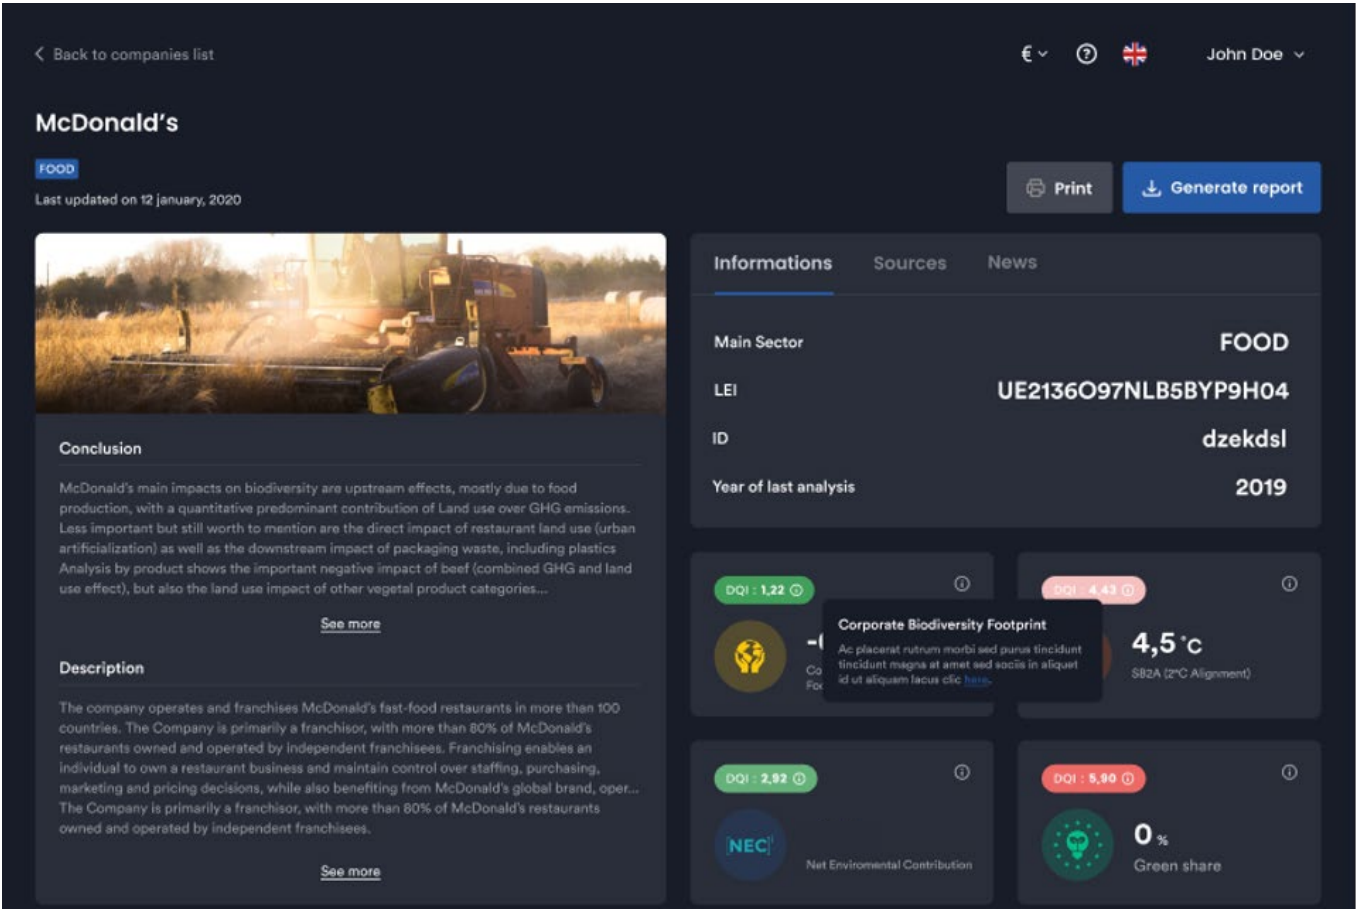 Back to companies list
€
John Doe
McDonald's
FOOD
Last updated on 12 january, 2020
Print
Generate report
Conclusion
McDonald's main impacts on biodiversity are upstream effects, mostly due to food
production, with a quantitative predominant contribution of Land use over GHG emissions.
Less important but still worth to mention are the direct impact of restaurant land use (urban
artificialization) as well as the downstream impact of packaging waste, including plastics
Analysis by product shows the important negative impact of beef (combined GHG and land
use effect), but also the land use impact of other vegetal product categories...
See more
Description
The company operates and franchises McDonald's fast-food restaurants in more than 100
countries. The Company is primarily a franchisor, with more than 80% of McDonald's
restaurants owned and operated by independent franchisees. Franchising enables an
individual to own a restaurant business and maintain control over staffing, purchasing,
marketing and pricing decisions, while also benefiting from McDonald's global brand, oper...
The Company is primarily a franchisor, with more than 80% of McDonald's restaurants
owned and operated by independent franchisees.
See more
Informations Sources News
Main Sector FOOD
LEI UE2136O97NLB5BYP9H04
ID dzekdsl
Year of last analysis 2019
DQI : 1,22
Corporate Biodiversity Footprint
Ac placerat rutrum morbi sed purus tincidunt
tincidunt magna at amet sed sociis in aliquet
id ut aliquam lacus clic here.
DQI : 4,43
4,5 °C
SB2A (2°C Alignment)
DQI : 2,92
NEC
Net Enviromental Contribution
DQI : 5,90
0 %
Green share